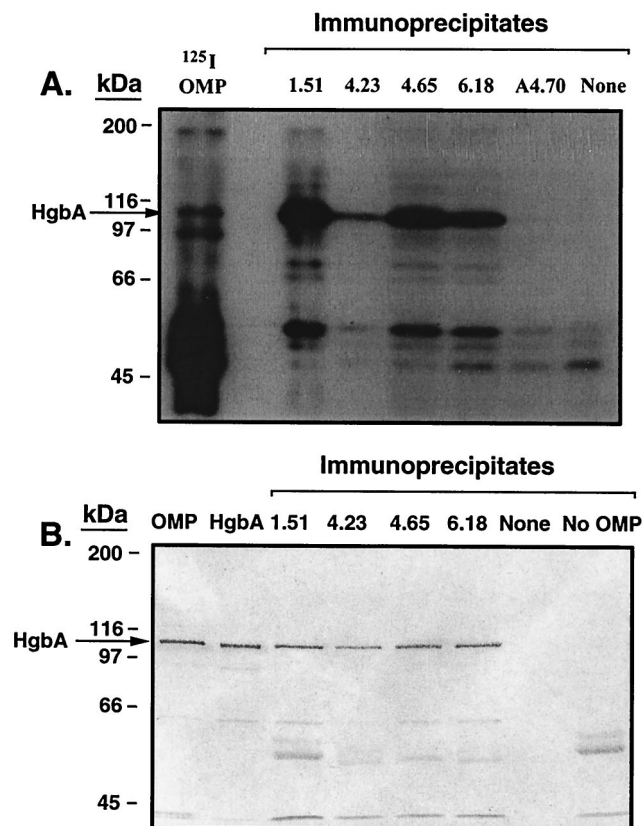 Immunoprecipitates
A. kDa ¹²⁵I OMP 1.51 4.23 4.65 6.18 A4.70 None
200
116
HgbA
97
66
45
Immunoprecipitates
B. kDa OMP HgbA 1.51 4.23 4.65 6.18 None No OMP
200
116
HgbA
97
66
45